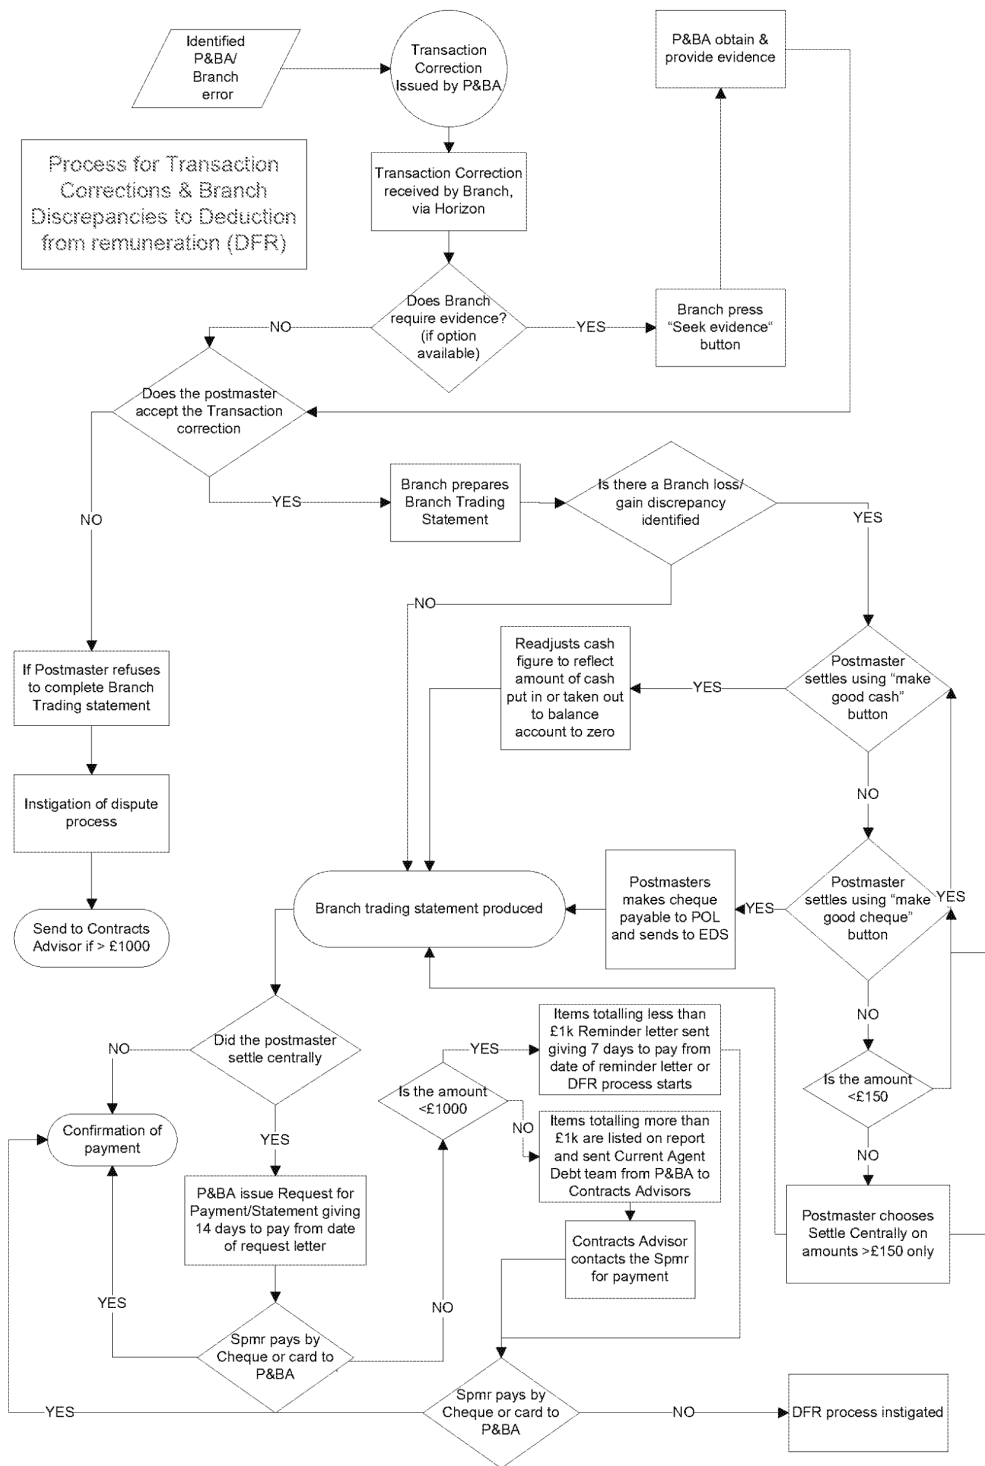 Identified
P&BA/
Branch
error
Transaction
Correction
Issued by P&BA
P&BA obtain &
provide evidence
Process for Transaction
Corrections & Branch
Discrepancies to Deduction
from remuneration (DFR)
Transaction Correction
received by Branch,
via Horizon
Does Branch
require evidence?
(if option
available)
NO
YES
Branch press
“Seek evidence“
button
Does the postmaster
accept the Transaction
correction
NO
YES
Branch prepares
Branch Trading
Statement
Is there a Branch loss/
gain discrepancy
identified
YES
NO
If Postmaster refuses
to complete Branch
Trading statement
Readjusts cash
figure to reflect
amount of cash
put in or taken out
to balance
account to zero
YES
Postmaster
settles using “make
good cash”
button
NO
Instigation of dispute
process
Send to Contracts
Advisor if > £1000
Branch trading statement produced
Postmasters
makes cheque
payable to POL
and sends to EDS
YES
Postmaster
settles using “make
good cheque”
button
YES
NO
Is the amount
<£150
NO
Postmaster chooses
Settle Centrally on
amounts >£150 only
Did the postmaster
settle centrally
NO
YES
Confirmation of
payment
P&BA issue Request for
Payment/Statement giving
14 days to pay from date
of request letter
YES
Spmr pays by
Cheque or card to
P&BA
NO
Is the amount
<£1000
YES
Items totalling less than
£1k Reminder letter sent
giving 7 days to pay from
date of reminder letter or
DFR process starts
NO
Items totalling more than
£1k are listed on report
and sent Current Agent
Debt team from P&BA to
Contracts Advisors
Contracts Advisor
contacts the Spmr
for payment
YES
Spmr pays by
Cheque or card to
P&BA
NO
DFR process instigated